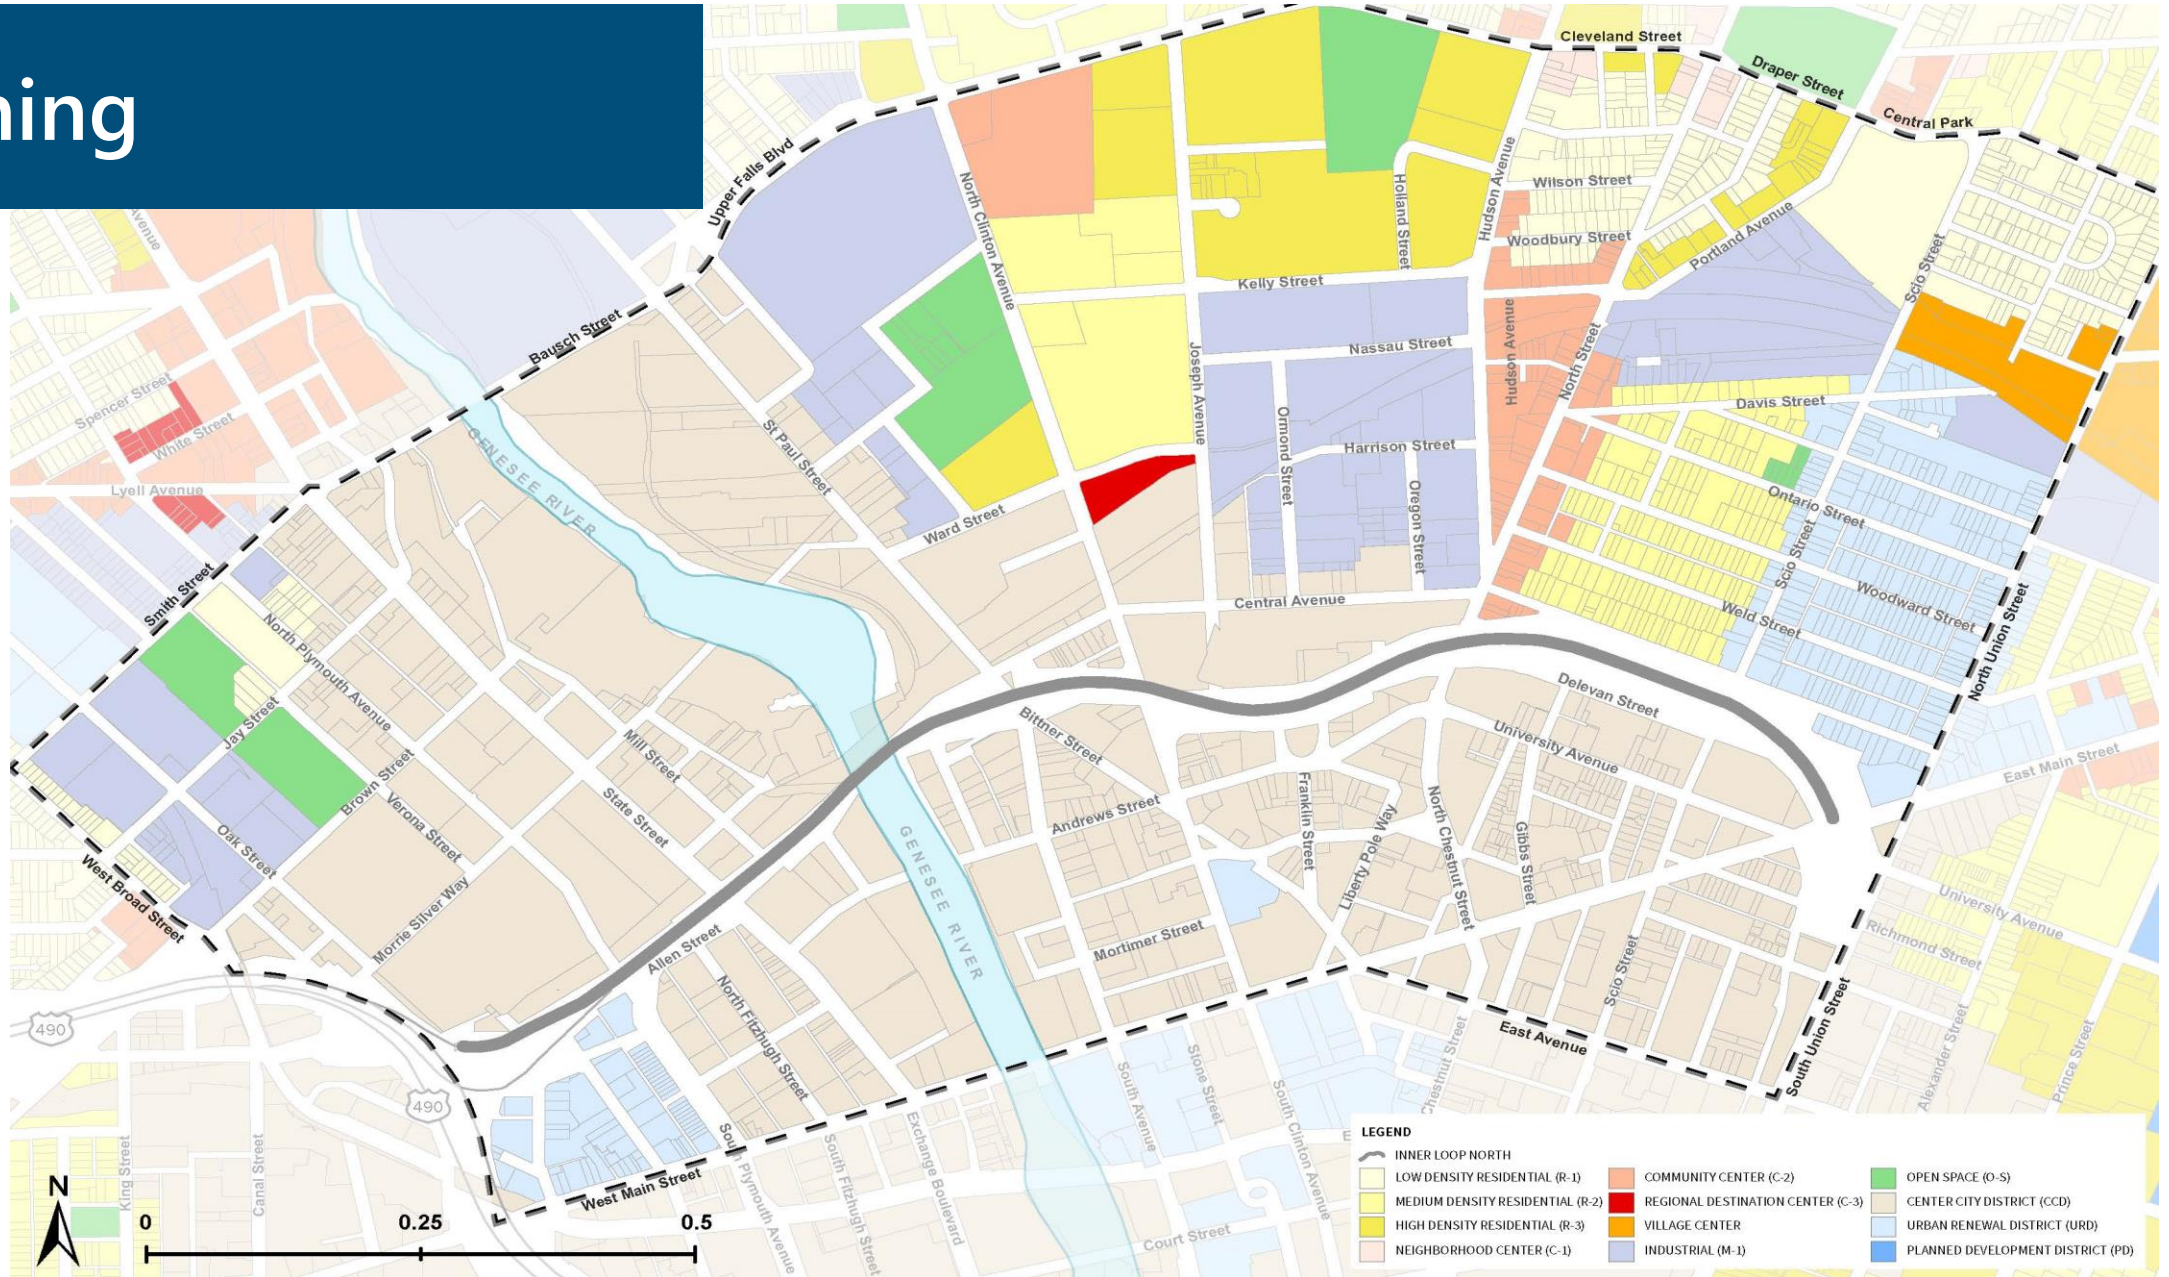 ning
Cleveland Street
Draper Street
Central Park
Upper Falls Blvd
North Clinton Avenue
Holland Street
Hudson Avenue
Wilson Street
Woodbury Street
Portland Avenue
Scio Street
Avenue
Bausch Street
Kelly Street
Nassau Street
Joseph Avenue
Hudson Avenue
North Street
Davis Street
Spencer Street
White Street
Lyell Avenue
GENESEE RIVER
St Paul Street
Ormond Street
Harrison Street
Oregon Street
Ontario Street
Scio Street
Ward Street
Smith Street
Central Avenue
Woodward Street
Weld Street
North Union Street
North Plymouth Avenue
Jay Street
Delevan Street
University Avenue
Bittner Street
Mill Street
East Main Street
Brown Street
Verona Street
State Street
Andrews Street
Franklin Street
Liberty Pole Way
North Chestnut Street
Gibbs Street
Oak Street
GENESEE RIVER
West Broad Street
Morrie Silver Way
Allen Street
Mortimer Street
University Avenue
Richmond Street
Scio Street
North Fitzhugh Street
490
490
East Avenue
South Union Street
Alexander Street
Prince Street
Chestnut Street
South Avenue
Stone Street
South Clinton Avenue
King Street
Canal Street
West Main Street
South Plymouth Avenue
South Fitzhugh Street
Exchange Boulevard
Court Street
E
N
0
0.25
0.5
LEGEND
INNER LOOP NORTH
LOW DENSITY RESIDENTIAL (R-1)
MEDIUM DENSITY RESIDENTIAL (R-2)
HIGH DENSITY RESIDENTIAL (R-3)
NEIGHBORHOOD CENTER (C-1)
COMMUNITY CENTER (C-2)
REGIONAL DESTINATION CENTER (C-3)
VILLAGE CENTER
INDUSTRIAL (M-1)
OPEN SPACE (O-S)
CENTER CITY DISTRICT (CCD)
URBAN RENEWAL DISTRICT (URD)
PLANNED DEVELOPMENT DISTRICT (PD)